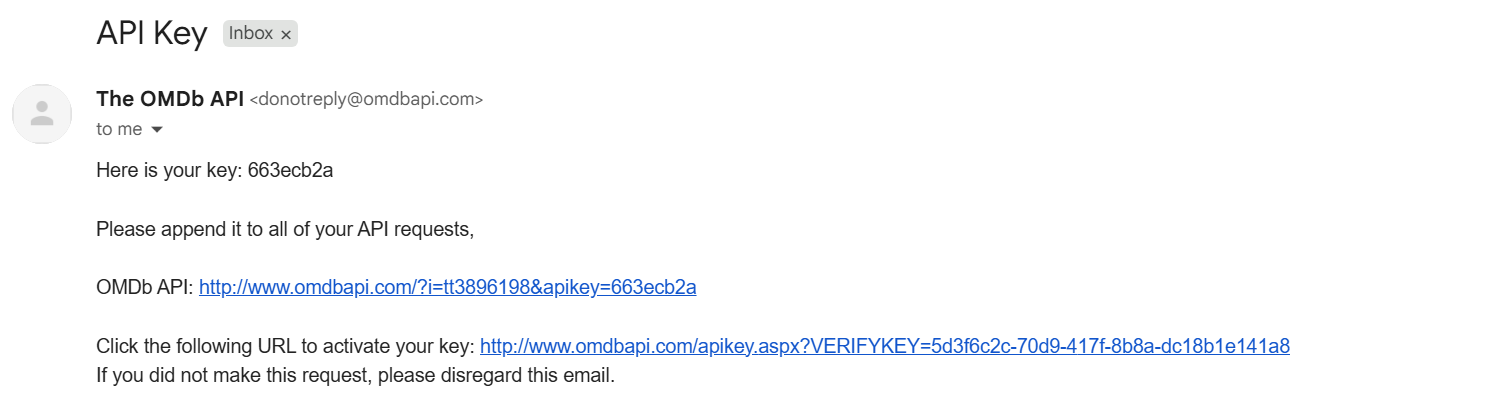 API Key Inbox ×
The OMDb API <donotreply@omdbapi.com>
to me
Here is your key: 663ecb2a
Please append it to all of your API requests,
OMDb API: http://www.omdbapi.com/?i=tt3896198&apikey=663ecb2a
Click the following URL to activate your key: http://www.omdbapi.com/apikey.aspx?VERIFYKEY=5d3f6c2c-70d9-417f-8b8a-dc18b1e141a8
If you did not make this request, please disregard this email.